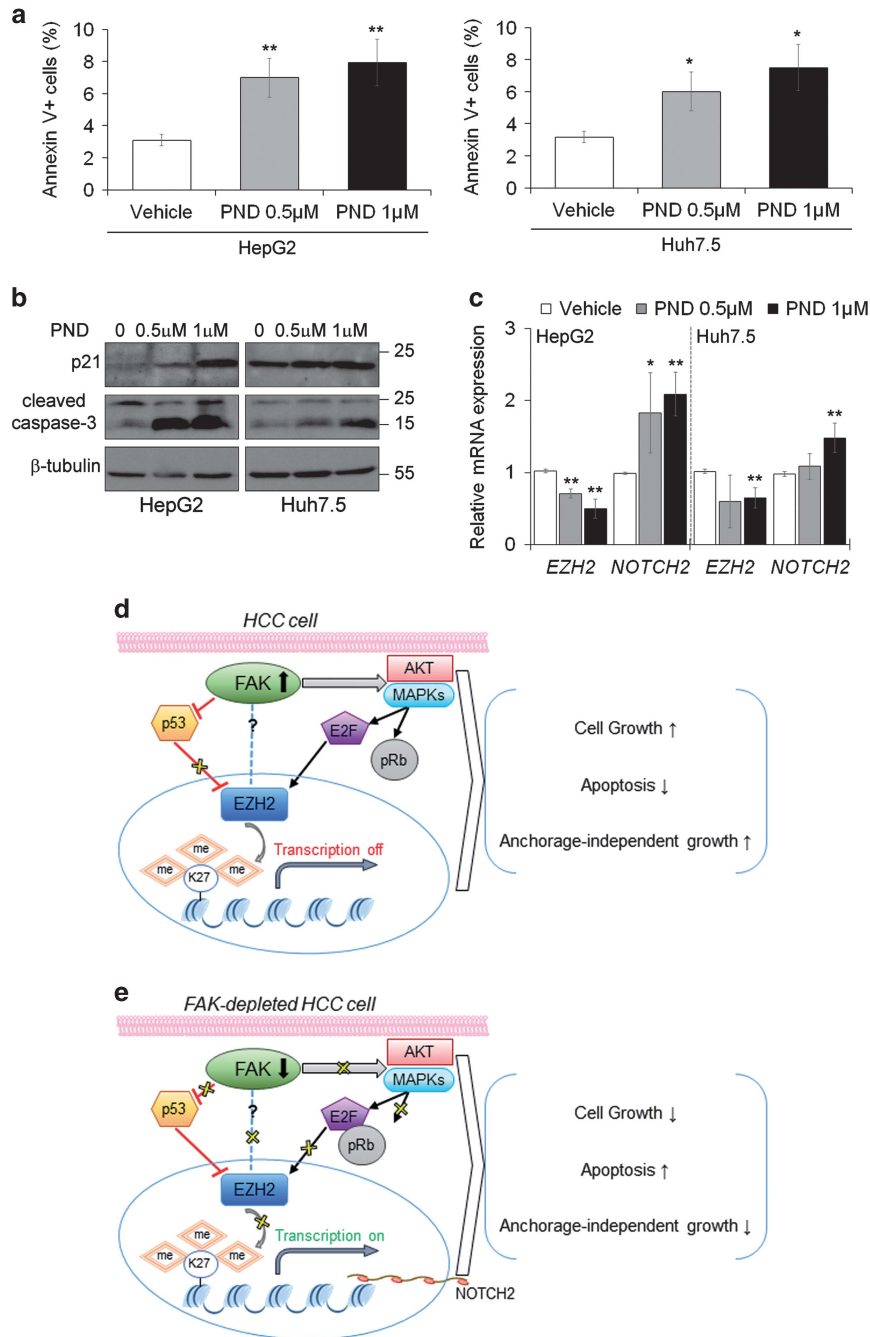 a
Annexin V+ cells (%)
10
8
6
4
2
0
**
**
Vehicle
PND 0.5µM
PND 1µM
HepG2
Annexin V+ cells (%)
10
8
6
4
2
0
*
*
Vehicle
PND 0.5µM
PND 1µM
Huh7.5
b
PND
0 0.5uM 1uM
0 0.5uM 1uM
p21
25
cleaved
caspase-3
25
15
β-tubulin
55
HepG2
Huh7.5
c
Vehicle PND 0.5µM PND 1µM
Relative mRNA expression
3
2
1
0
HepG2
Huh7.5
**
**
*
**
**
**
EZH2 NOTCH2 EZH2 NOTCH2
d
HCC cell
FAK
AKT
MAPKs
p53
?
E2F
pRb
EZH2
me
me
me
K27
Transcription off
Cell Growth ↑
Apoptosis ↓
Anchorage-independent growth ↑
e
FAK-depleted HCC cell
FAK
AKT
MAPKs
p53
?
E2F
pRb
EZH2
me
me
me
K27
Transcription on
NOTCH2
Cell Growth ↓
Apoptosis ↑
Anchorage-independent growth ↓